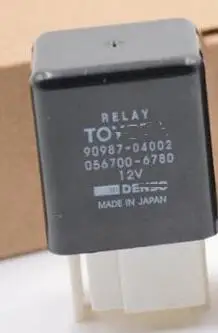 RELAY
90987-04002
056700-6780
12V
DENSO
MADE IN JAPAN